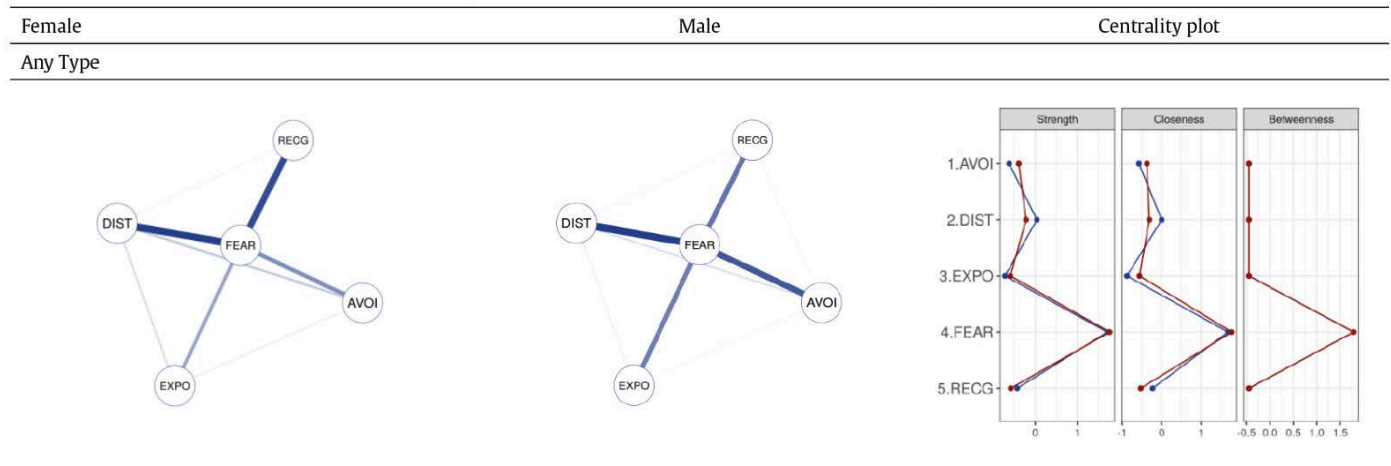 Female Male Centrality plot
Any Type
RECG
DIST
FEAR
AVOI
EXPO
RECG
DIST
FEAR
AVOI
EXPO
Strength Closeness Betweenness
1.AVOI
2.DIST
3.EXPO
4.FEAR
5.RECG
0 1 -1 0 1 -0.5 0.0 0.5 1.0 1.5